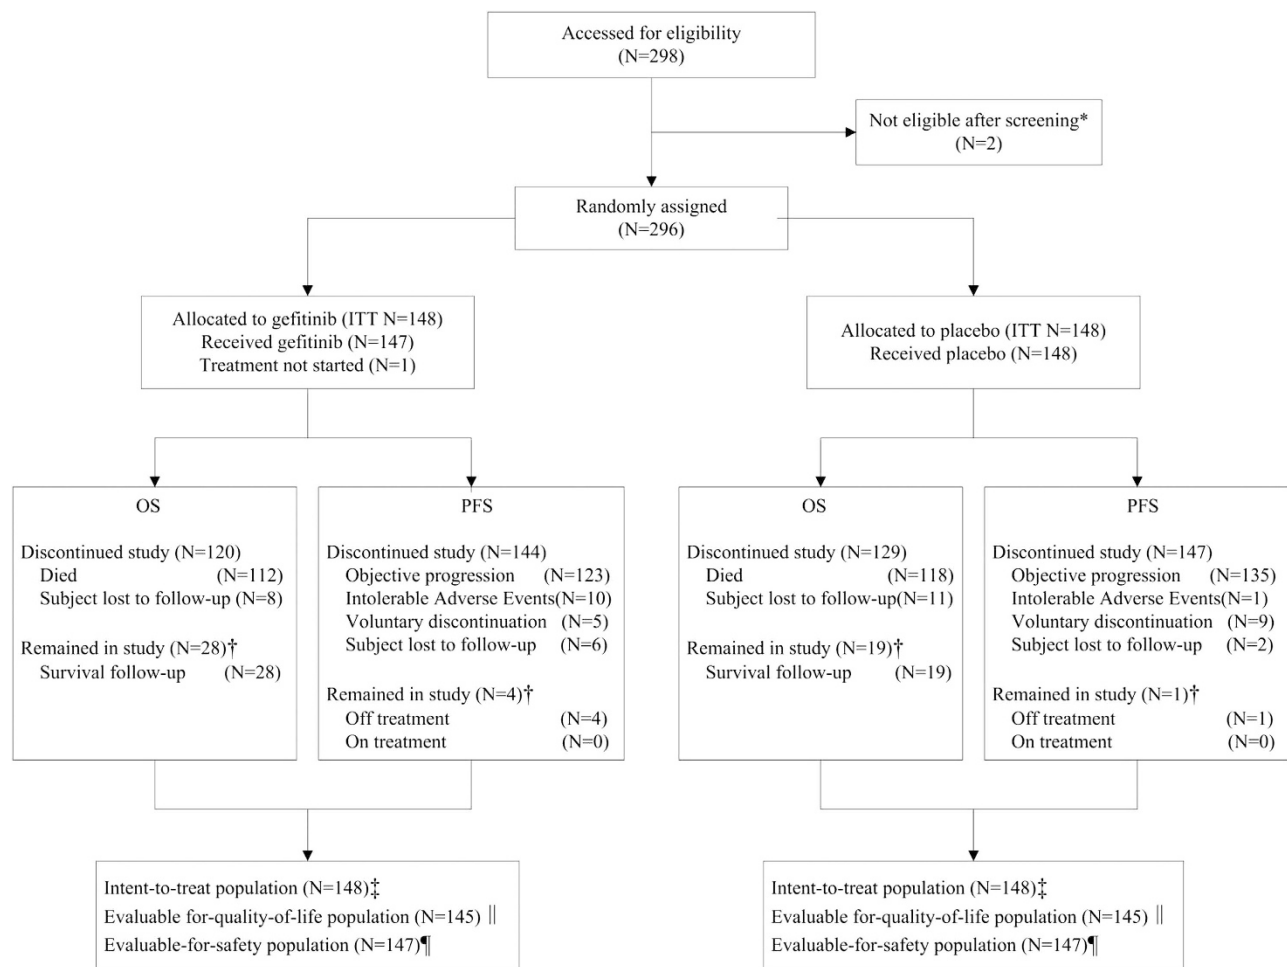 Accessed for eligibility
(N=298)
Not eligible after screening*
(N=2)
Randomly assigned
(N=296)
Allocated to gefitinib (ITT N=148)
Received gefitinib (N=147)
Treatment not started (N=1)
Allocated to placebo (ITT N=148)
Received placebo (N=148)
OS
Discontinued study (N=120)
Died (N=112)
Subject lost to follow-up (N=8)
Remained in study (N=28)†
Survival follow-up (N=28)
PFS
Discontinued study (N=144)
Objective progression (N=123)
Intolerable Adverse Events(N=10)
Voluntary discontinuation (N=5)
Subject lost to follow-up (N=6)
Remained in study (N=4)†
Off treatment (N=4)
On treatment (N=0)
OS
Discontinued study (N=129)
Died (N=118)
Subject lost to follow-up(N=11)
Remained in study (N=19)†
Survival follow-up (N=19)
PFS
Discontinued study (N=147)
Objective progression (N=135)
Intolerable Adverse Events(N=1)
Voluntary discontinuation (N=9)
Subject lost to follow-up (N=2)
Remained in study (N=1)†
Off treatment (N=1)
On treatment (N=0)
Intent-to-treat population (N=148)‡
Evaluable for-quality-of-life population (N=145) ||
Evaluable-for-safety population (N=147)¶
Intent-to-treat population (N=148)‡
Evaluable for-quality-of-life population (N=145) ||
Evaluable-for-safety population (N=147)¶